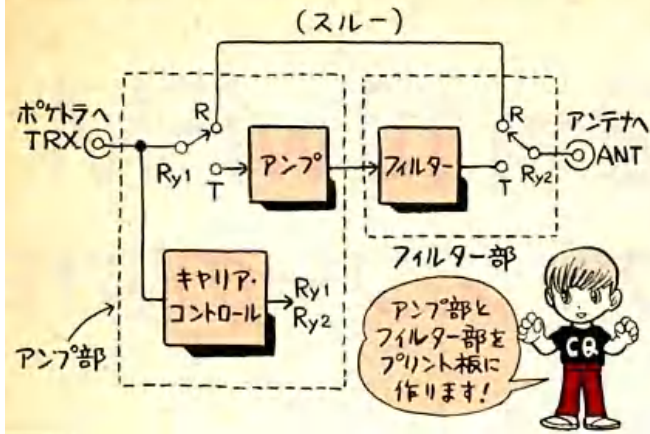 (スルー)
ポケトラへ
TRX
R
Ry1
T
アンプ
フィルター
R
T
Ry2
アンテナへ
ANT
フィルター部
キャリア・
コントロール
Ry1
Ry2
アンプ部
アンプ部と
フィルター部を
プリント板に
作ります!
CQ